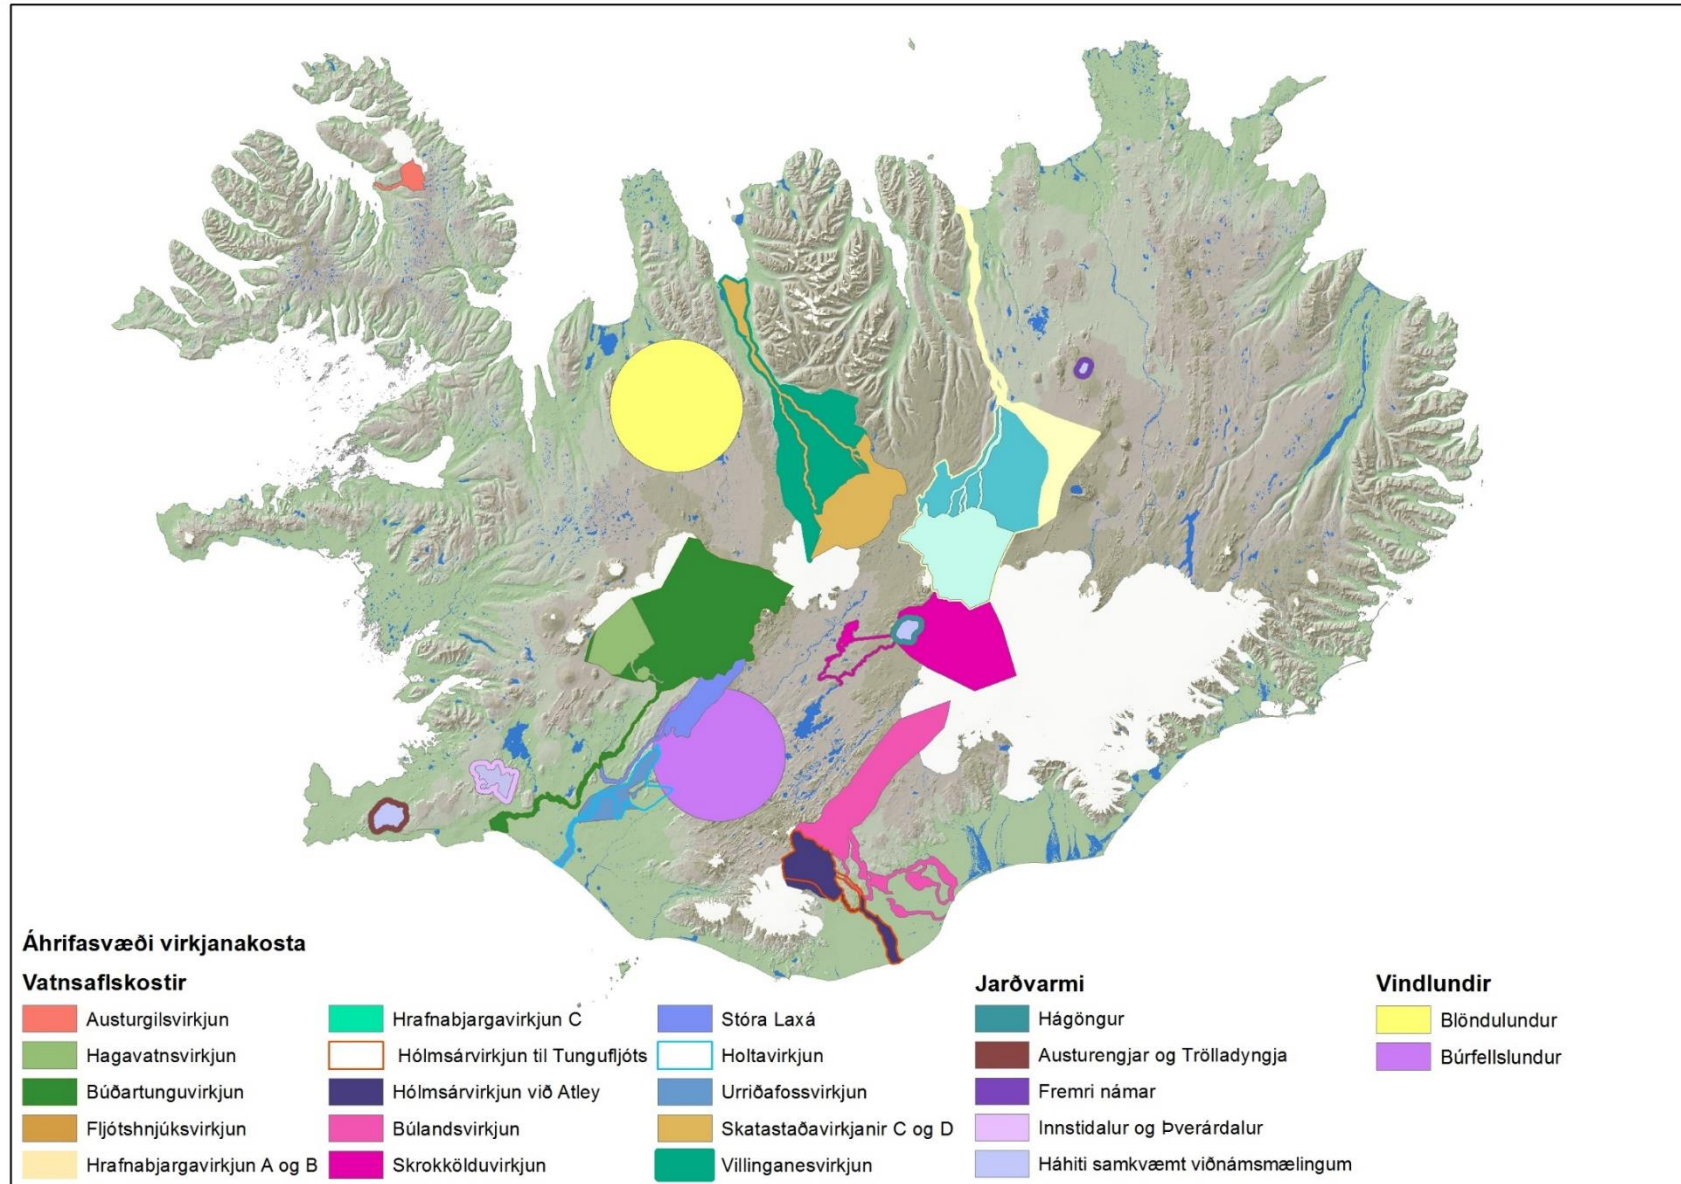 Áhrifasvæði virkjanakosta
Vatnsaflskostir
Austurgilsvirkjun
Hagavatnsvirkjun
Búðartunguvirkjun
Fljótshnjúksvirkjun
Hrafnabjargavirkjun A og B
Hrafnabjargavirkjun C
Hólmsárvirkjun til Tungufljóts
Hólmsárvirkjun við Atley
Búlandsvirkjun
Skrokkölduvirkjun
Stóra Laxá
Holtavirkjun
Urriðafossvirkjun
Skatastaðavirkjanir C og D
Villinganesvirkjun
Jarðvarmi
Hágöngur
Austurengjar og Trölladyngja
Fremri námar
Innstidalur og Þverárdalur
Háhiti samkvæmt viðnámsmælingum
Vindlundir
Blöndulundur
Búrfellslundur